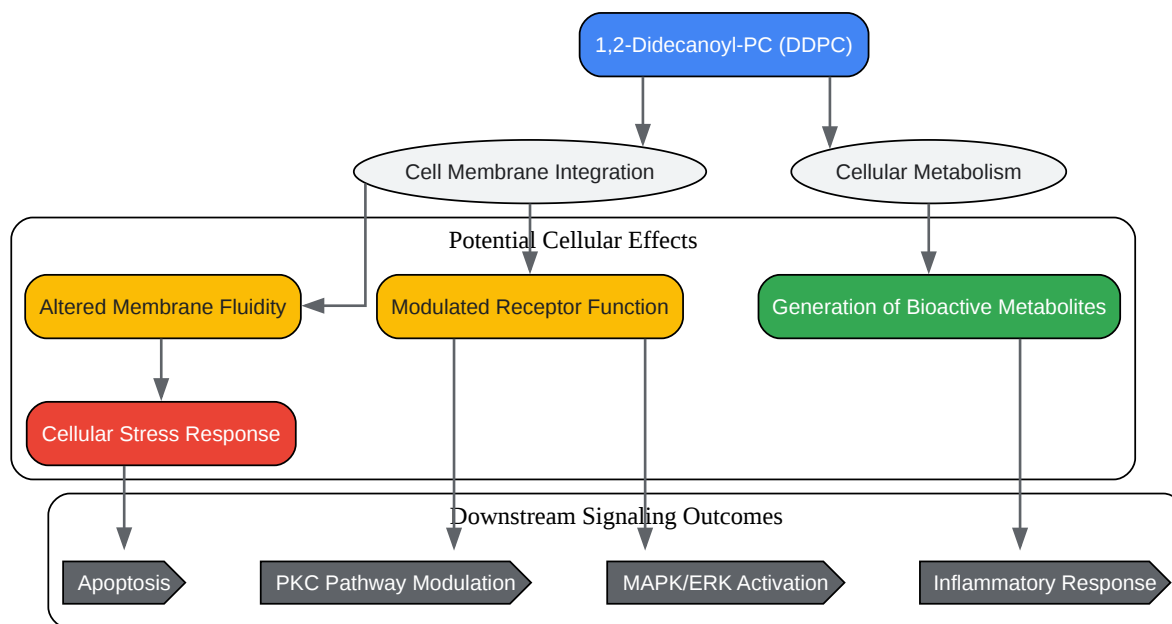 1,2-Didecanoyl-PC (DDPC)
Cell Membrane Integration
Cellular Metabolism
Potential Cellular Effects
Altered Membrane Fluidity
Modulated Receptor Function
Generation of Bioactive Metabolites
Cellular Stress Response
Downstream Signaling Outcomes
Apoptosis
PKC Pathway Modulation
MAPK/ERK Activation
Inflammatory Response